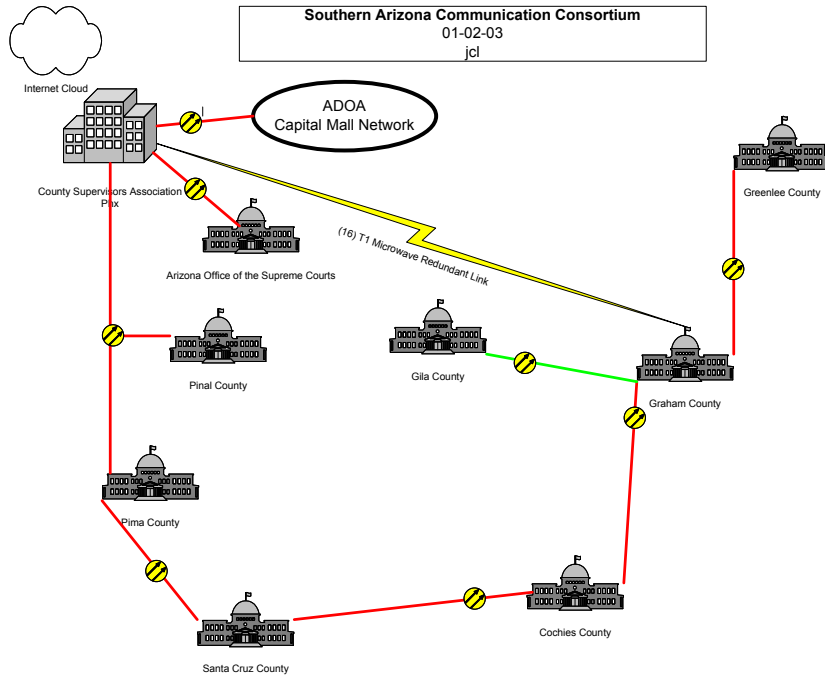 Southern Arizona Communication Consortium
01-02-03
jcl
Internet Cloud
ADOA
Capital Mall Network
County Supervisors Association
Phx
Greenlee County
Arizona Office of the Supreme Courts
(16) T1 Microwave Redundant Link
Pinal County
Gila County
Graham County
Pima County
Cochies County
Santa Cruz County